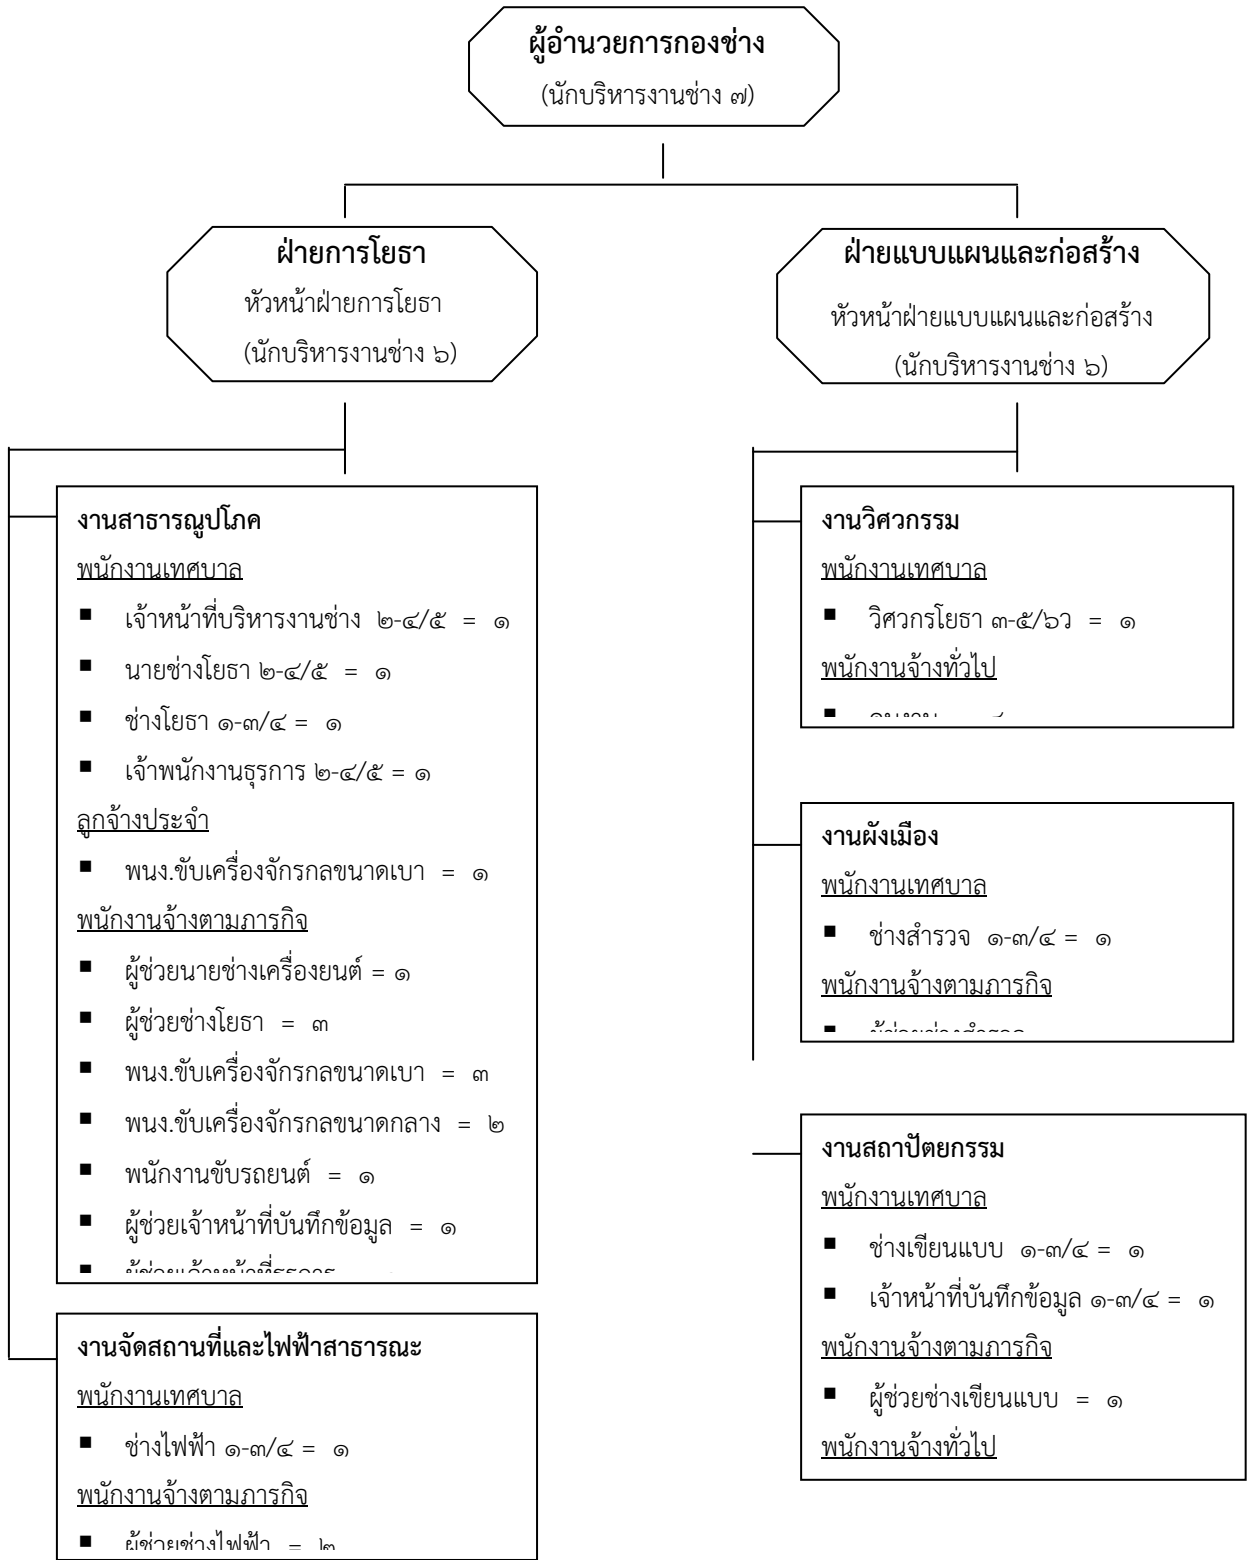 ผู้อำนวยการกองช่าง
(นักบริหารงานช่าง ๗)
ฝ่ายการโยธา
หัวหน้าฝ่ายการโยธา
(นักบริหารงานช่าง ๖)
ฝ่ายแบบแผนและก่อสร้าง
หัวหน้าฝ่ายแบบแผนและก่อสร้าง
(นักบริหารงานช่าง ๖)
งานสาธารณูปโภค
พนักงานเทศบาล
▪ เจ้าหน้าที่บริหารงานช่าง ๒-๔/๕ = ๑
▪ นายช่างโยธา ๒-๔/๕ = ๑
▪ ช่างโยธา ๑-๓/๔ = ๑
▪ เจ้าพนักงานธุรการ ๒-๔/๕ = ๑
ลูกจ้างประจำ
▪ พนง.ขับเครื่องจักรกลขนาดเบา = ๑
พนักงานจ้างตามภารกิจ
▪ ผู้ช่วยนายช่างเครื่องยนต์ = ๑
▪ ผู้ช่วยช่างโยธา = ๓
▪ พนง.ขับเครื่องจักรกลขนาดเบา = ๓
▪ พนง.ขับเครื่องจักรกลขนาดกลาง = ๒
▪ พนักงานขับรถยนต์ = ๑
▪ ผู้ช่วยเจ้าหน้าที่บันทึกข้อมูล = ๑
งานจัดสถานที่และไฟฟ้าสาธารณะ
พนักงานเทศบาล
▪ ช่างไฟฟ้า ๑-๓/๔ = ๑
พนักงานจ้างตามภารกิจ
▪ ผู้ช่วยช่างไฟฟ้า = ๒
งานวิศวกรรม
พนักงานเทศบาล
▪ วิศวกรโยธา ๓-๕/๖ว = ๑
พนักงานจ้างทั่วไป
งานผังเมือง
พนักงานเทศบาล
▪ ช่างสำรวจ ๑-๓/๔ = ๑
พนักงานจ้างตามภารกิจ
▪ ผู้ช่วยช่างสำรวจ
งานสถาปัตยกรรม
พนักงานเทศบาล
▪ ช่างเขียนแบบ ๑-๓/๔ = ๑
▪ เจ้าหน้าที่บันทึกข้อมูล ๑-๓/๔ = ๑
พนักงานจ้างตามภารกิจ
▪ ผู้ช่วยช่างเขียนแบบ = ๑
พนักงานจ้างทั่วไป